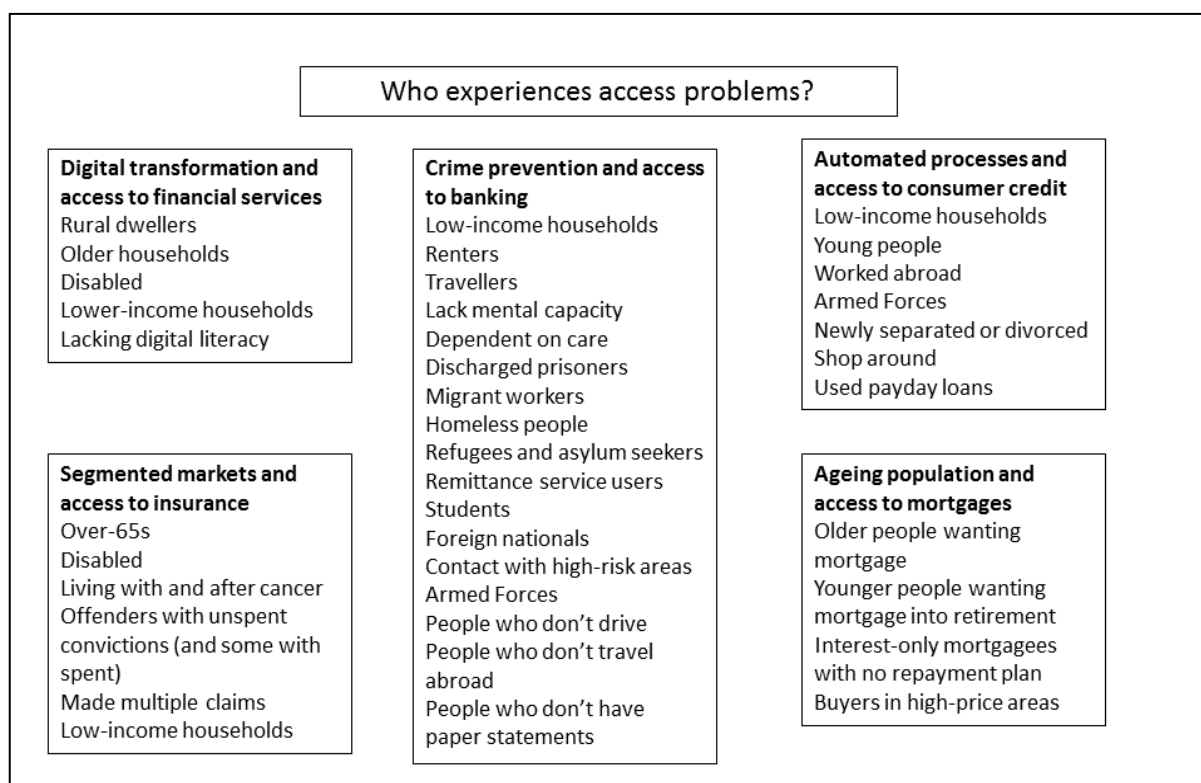 Who experiences access problems?
Digital transformation and
access to financial services
Rural dwellers
Older households
Disabled
Lower-income households
Lacking digital literacy
Segmented markets and
access to insurance
Over-65s
Disabled
Living with and after cancer
Offenders with unspent
convictions (and some with
spent)
Made multiple claims
Low-income households
Crime prevention and access
to banking
Low-income households
Renters
Travellers
Lack mental capacity
Dependent on care
Discharged prisoners
Migrant workers
Homeless people
Refugees and asylum seekers
Remittance service users
Students
Foreign nationals
Contact with high-risk areas
Armed Forces
People who don’t drive
People who don’t travel
abroad
People who don’t have
paper statements
Automated processes and
access to consumer credit
Low-income households
Young people
Worked abroad
Armed Forces
Newly separated or divorced
Shop around
Used payday loans
Ageing population and
access to mortgages
Older people wanting
mortgage
Younger people wanting
mortgage into retirement
Interest-only mortgagees
with no repayment plan
Buyers in high-price areas